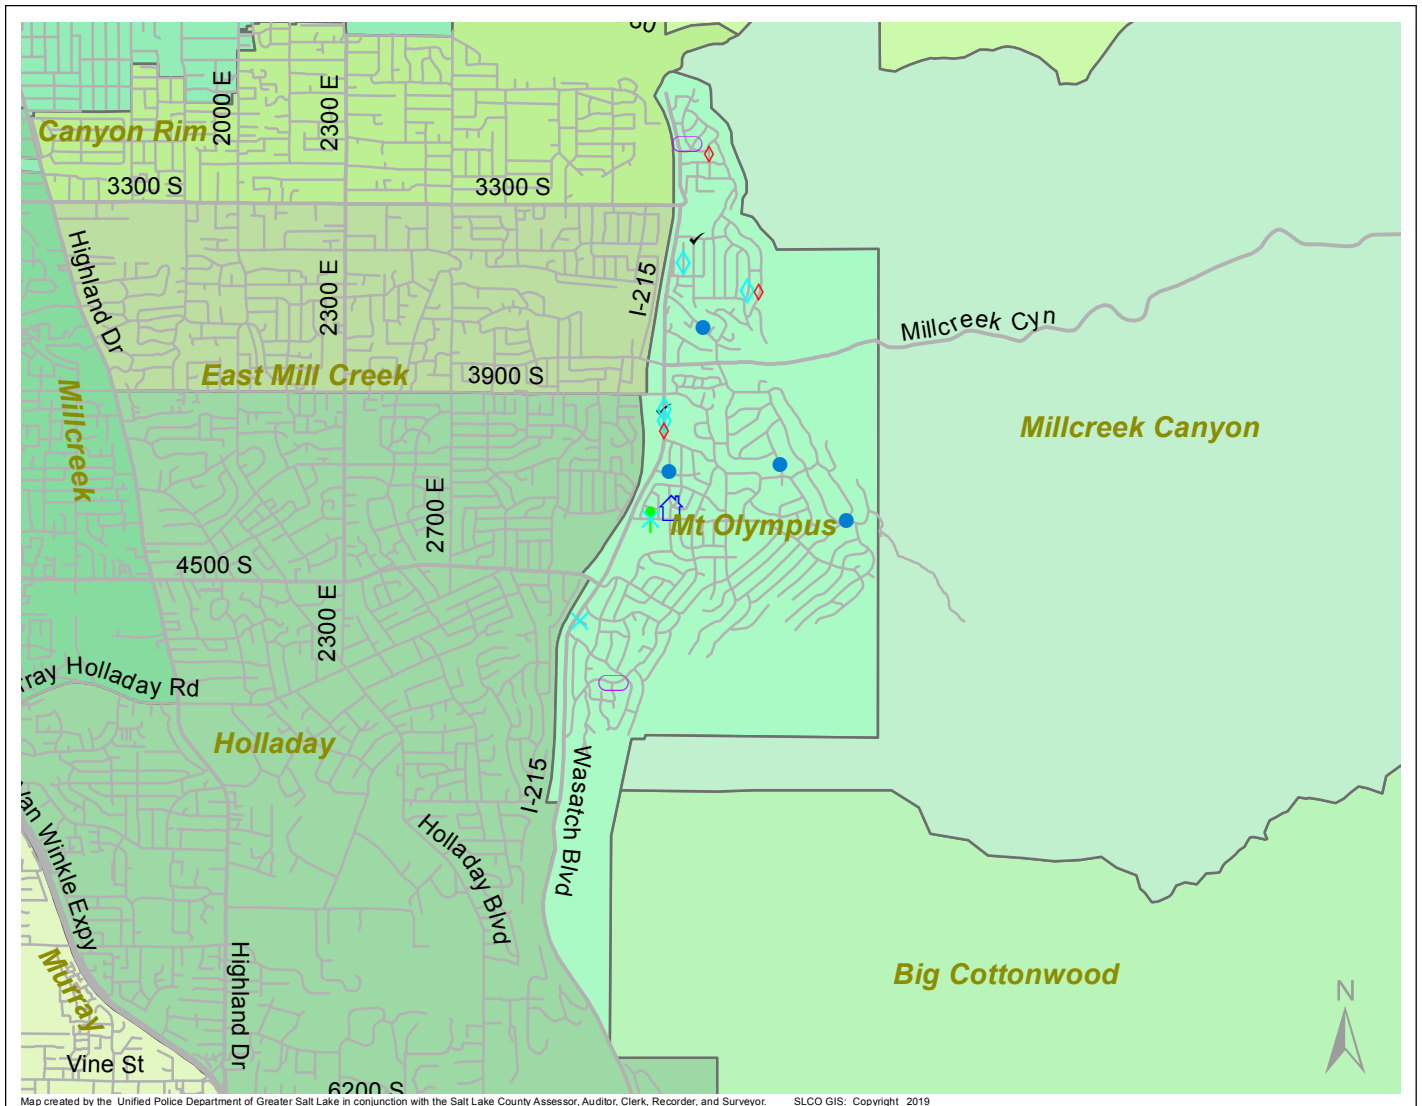 2000 E
2300 E
Canyon Rim
3300 S
3300 S
Highland Dr
2300 E
I-215
Millcreek Cyn
East Mill Creek
3900 S
Millcreek
Millcreek Canyon
2700 E
Mt Olympus
4500 S
2300 E
rray Holladay Rd
Holladay
I-215
Wasatch Blvd
Van Winkle Expy
Holladay Blvd
Murray
Highland Dr
Big Cottonwood
N
Vine St
6200 S
Map created by the Unified Police Department of Greater Salt Lake in conjunction with the Salt Lake County Assessor, Auditor, Clerk, Recorder, and Surveyor. SLCO GIS: Copyright 2019